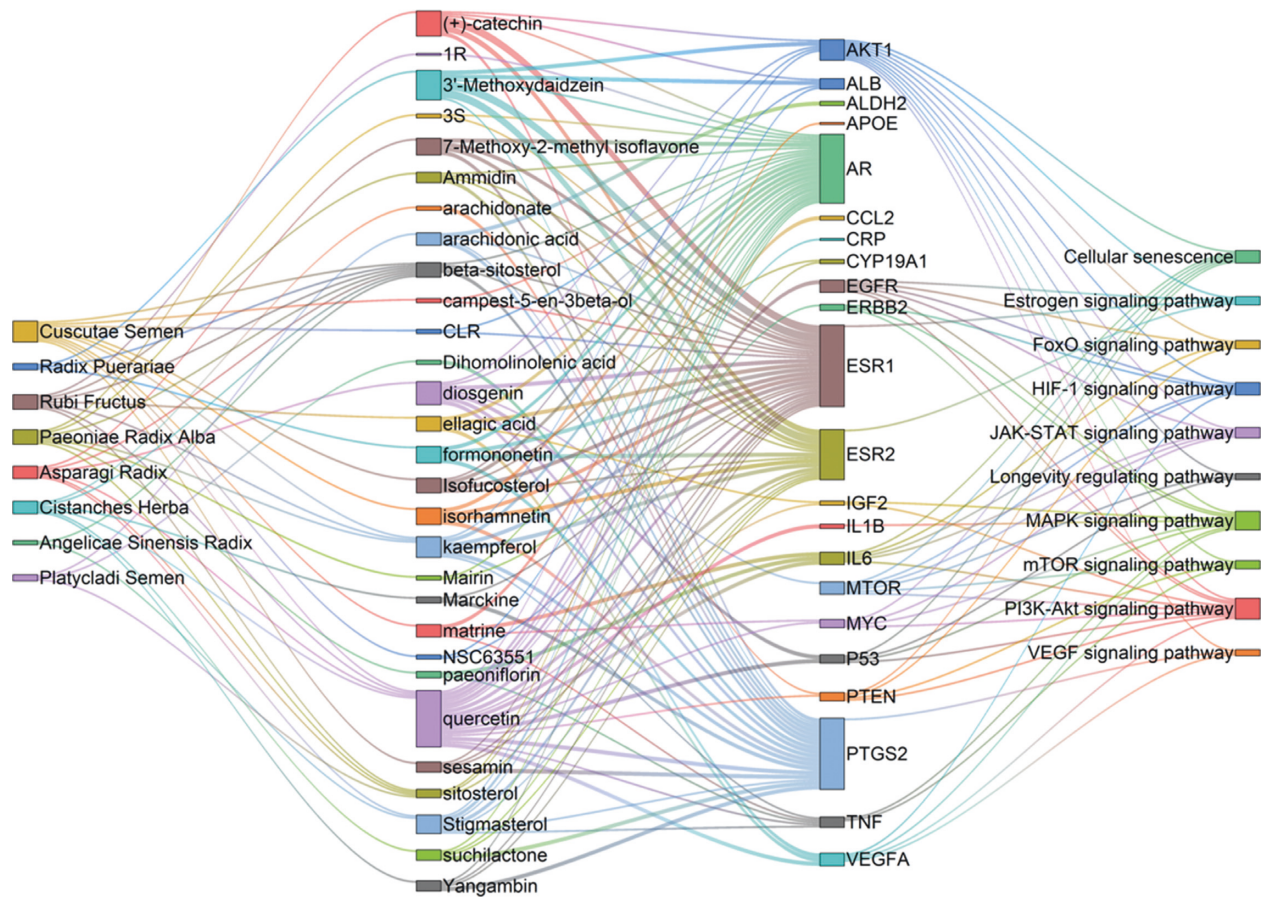 Cuscutae Semen
Radix Puerariae
Rubi Fructus
Paeoniae Radix Alba
Asparagi Radix
Cistanches Herba
Angelicae Sinensis Radix
Platycladi Semen
(+)-catechin
1R
3'-Methoxydaidzein
3S
7-Methoxy-2-methyl isoflavone
Ammidin
arachidonate
arachidonic acid
beta-sitosterol
campest-5-en-3beta-ol
CLR
Dihomolinolenic acid
diosgenin
ellagic acid
formononetin
Isofucosterol
isorhamnetin
kaempferol
Mairin
Marckine
matrine
NSC63551
paeoniflorin
quercetin
sesamin
sitosterol
Stigmasterol
suchilactone
Yangambin
AKT1
ALB
ALDH2
APOE
AR
CCL2
CRP
CYP19A1
EGFR
ERBB2
ESR1
ESR2
IGF2
IL1B
IL6
MTOR
MYC
P53
PTEN
PTGS2
TNF
VEGFA
Cellular senescence
Estrogen signaling pathway
FoxO signaling pathway
HIF-1 signaling pathway
JAK-STAT signaling pathway
Longevity regulating pathway
MAPK signaling pathway
mTOR signaling pathway
PI3K-Akt signaling pathway
VEGF signaling pathway